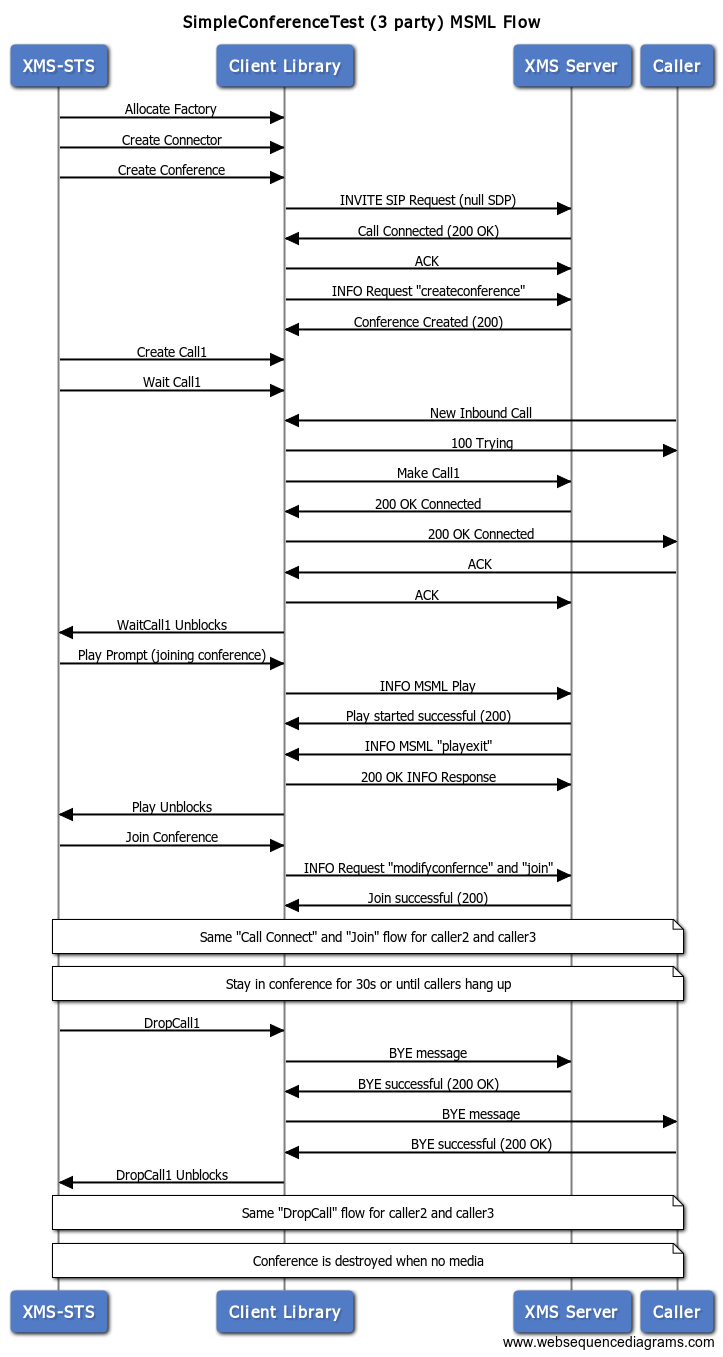 SimpleConferenceTest (3 party) MSML Flow
XMS-STS
Client Library
XMS Server
Caller
Allocate Factory
Create Connector
Create Conference
INVITE SIP Request (null SDP)
Call Connected (200 OK)
ACK
INFO Request "createconference"
Conference Created (200)
Create Call1
Wait Call1
New Inbound Call
100 Trying
Make Call1
200 OK Connected
200 OK Connected
ACK
ACK
WaitCall1 Unblocks
Play Prompt (joining conference)
INFO MSML Play
Play started successful (200)
INFO MSML "playexit"
200 OK INFO Response
Play Unblocks
Join Conference
INFO Request "modifyconfernce" and "join"
Join successful (200)
Same "Call Connect" and "Join" flow for caller2 and caller3
Stay in conference for 30s or until callers hang up
DropCall1
BYE message
BYE successful (200 OK)
BYE message
BYE successful (200 OK)
DropCall1 Unblocks
Same "DropCall" flow for caller2 and caller3
Conference is destroyed when no media
XMS-STS
Client Library
XMS Server
Caller
www.websequencediagrams.com